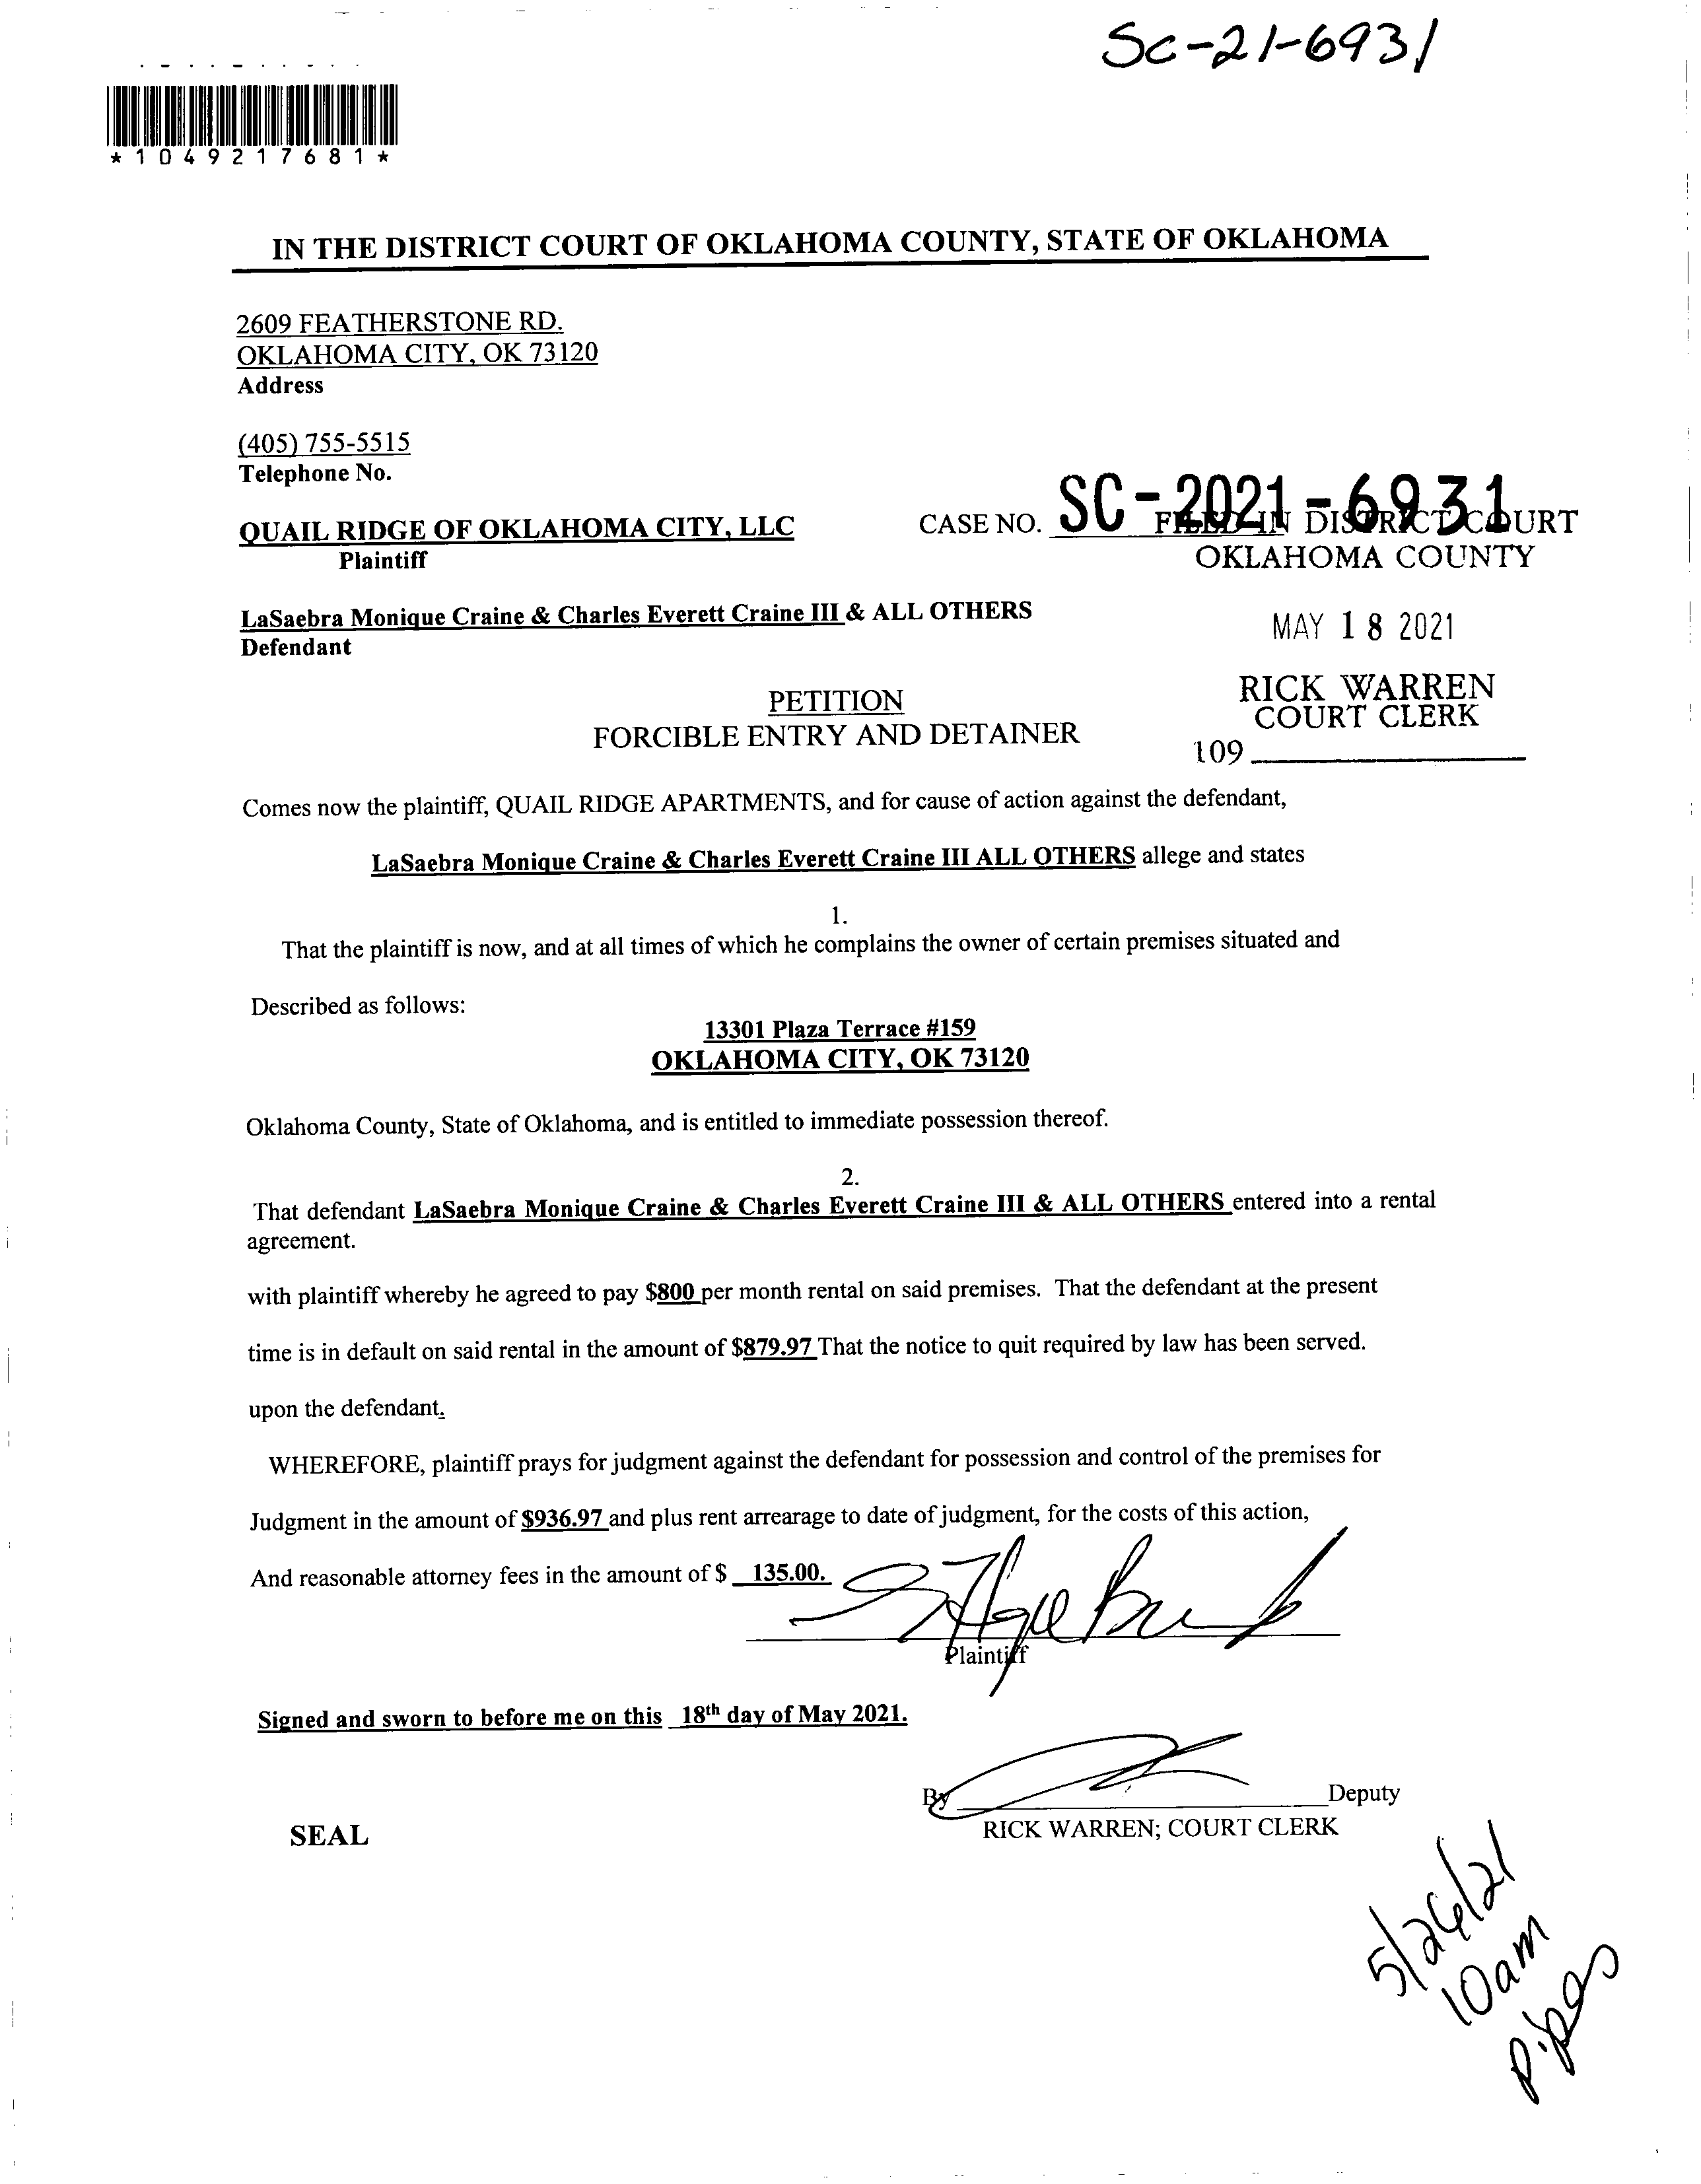 SC-21-6931
*1049217681*
IN THE DISTRICT COURT OF OKLAHOMA COUNTY, STATE OF OKLAHOMA
2609 FEATHERSTONE RD.
OKLAHOMA CITY, OK 73120
Address
(405) 755-5515
Telephone No.
QUAIL RIDGE OF OKLAHOMA CITY, LLC
Plaintiff
CASE NO. SC-2021-6931
FILED IN DISTRICT COURT
OKLAHOMA COUNTY
LaSaebra Monique Craine & Charles Everett Craine III & ALL OTHERS
Defendant
MAY 18 2021
RICK WARREN
COURT CLERK
109
PETITION
FORCIBLE ENTRY AND DETAINER
Comes now the plaintiff, QUAIL RIDGE APARTMENTS, and for cause of action against the defendant,
LaSaebra Monique Craine & Charles Everett Craine III ALL OTHERS allege and states
1.
That the plaintiff is now, and at all times of which he complains the owner of certain premises situated and
Described as follows:
13301 Plaza Terrace #159
OKLAHOMA CITY, OK 73120
Oklahoma County, State of Oklahoma, and is entitled to immediate possession thereof.
2.
That defendant LaSaebra Monique Craine & Charles Everett Craine III & ALL OTHERS entered into a rental
agreement.
with plaintiff whereby he agreed to pay $800 per month rental on said premises. That the defendant at the present
time is in default on said rental in the amount of $879.97 That the notice to quit required by law has been served.
upon the defendant.
WHEREFORE, plaintiff prays for judgment against the defendant for possession and control of the premises for
Judgment in the amount of $936.97 and plus rent arrearage to date of judgment, for the costs of this action,
And reasonable attorney fees in the amount of $ 135.00.
Plaintiff
Signed and sworn to before me on this 18th day of May 2021.
By Deputy
RICK WARREN; COURT CLERK
SEAL
5/26/21
10am